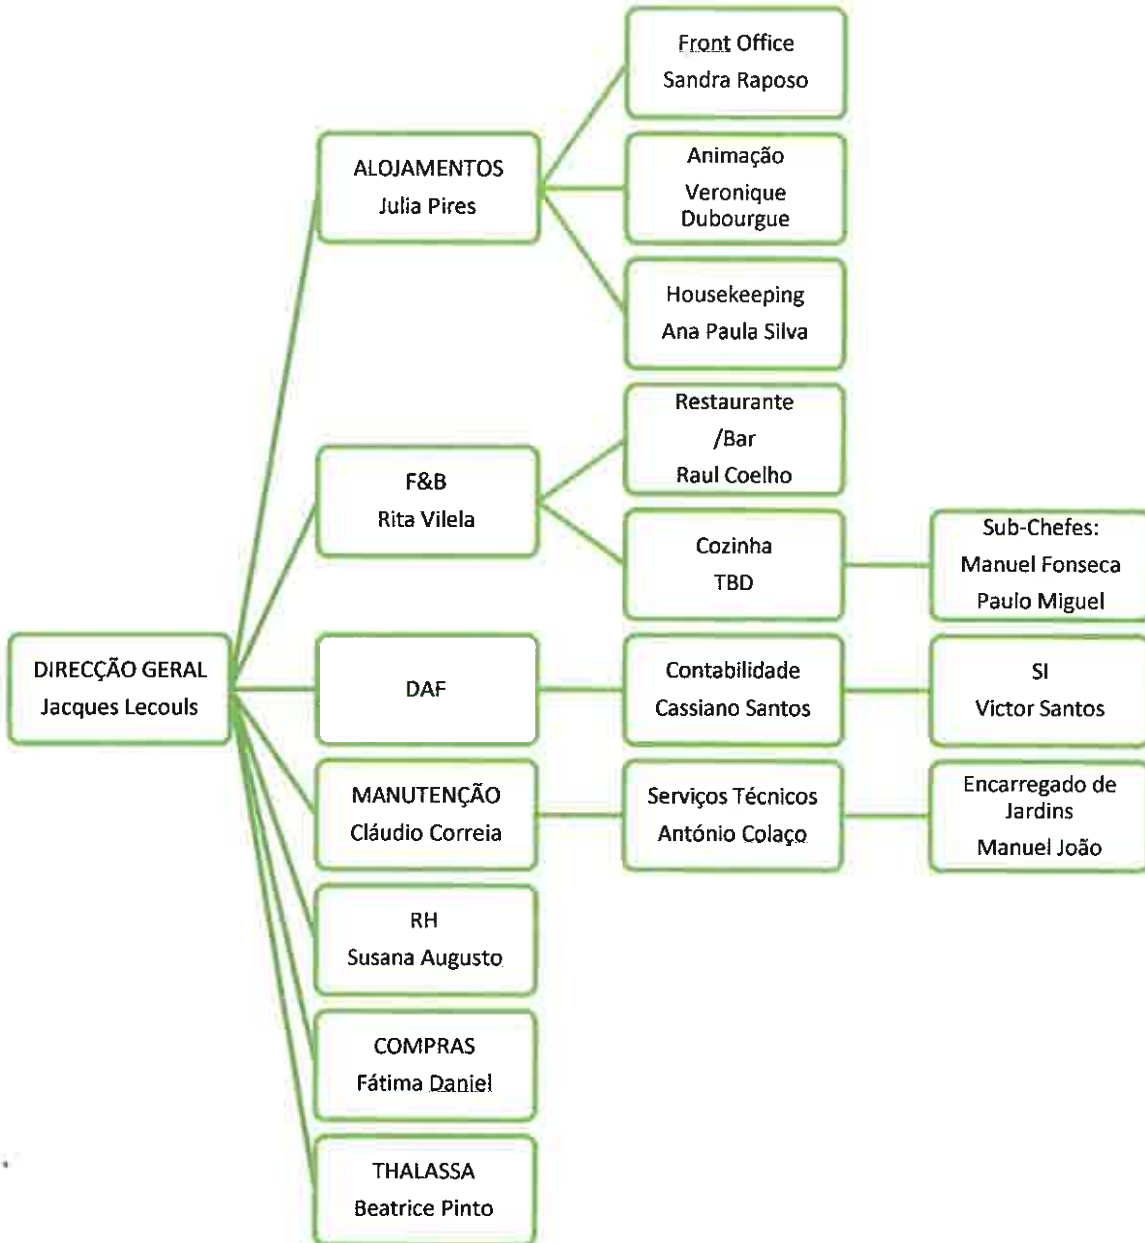 Front Office
Sandra Raposo
ALOJAMENTOS
Julia Pires
Animação
Veronique
Dubourgue
Housekeeping
Ana Paula Silva
F&B
Rita Vilela
Restaurante
/Bar
Raul Coelho
Cozinha
TBD
Sub-Chefes:
Manuel Fonseca
Paulo Miguel
DIRECÇÃO GERAL
Jacques Lecouls
DAF
Contabilidade
Cassiano Santos
SI
Victor Santos
MANUTENÇÃO
Cláudio Correia
Serviços Técnicos
António Colaço
Encarregado de
Jardins
Manuel João
RH
Susana Augusto
COMPRAS
Fátima Daniel
THALASSA
Beatrice Pinto